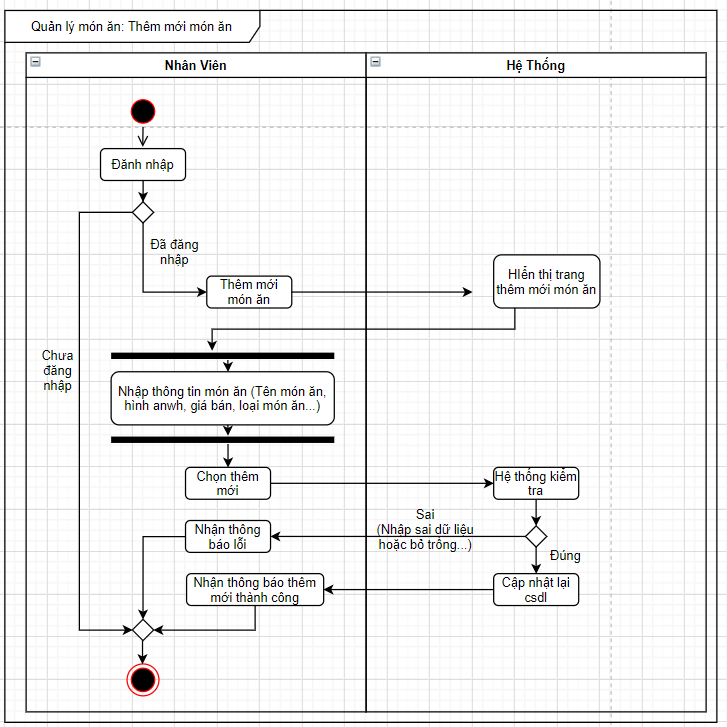 Quản lý món ăn: Thêm mới món ăn
Nhân Viên
Hệ Thống
Đănh nhập
Đã đăng
nhập
Thêm mới
món ăn
HIển thị trang
thêm mới món ăn
Chưa
đăng
nhập
Nhập thông tin món ăn (Tên món ăn,
hình anwh, giá bán, loại món ăn...)
Chọn thêm
mới
Hệ thống kiểm
tra
Sai
(Nhập sai dữ liệu
hoặc bỏ trống...)
Nhận thông
báo lỗi
Đúng
Nhận thông báo thêm
mới thành công
Cập nhật lại
csdl